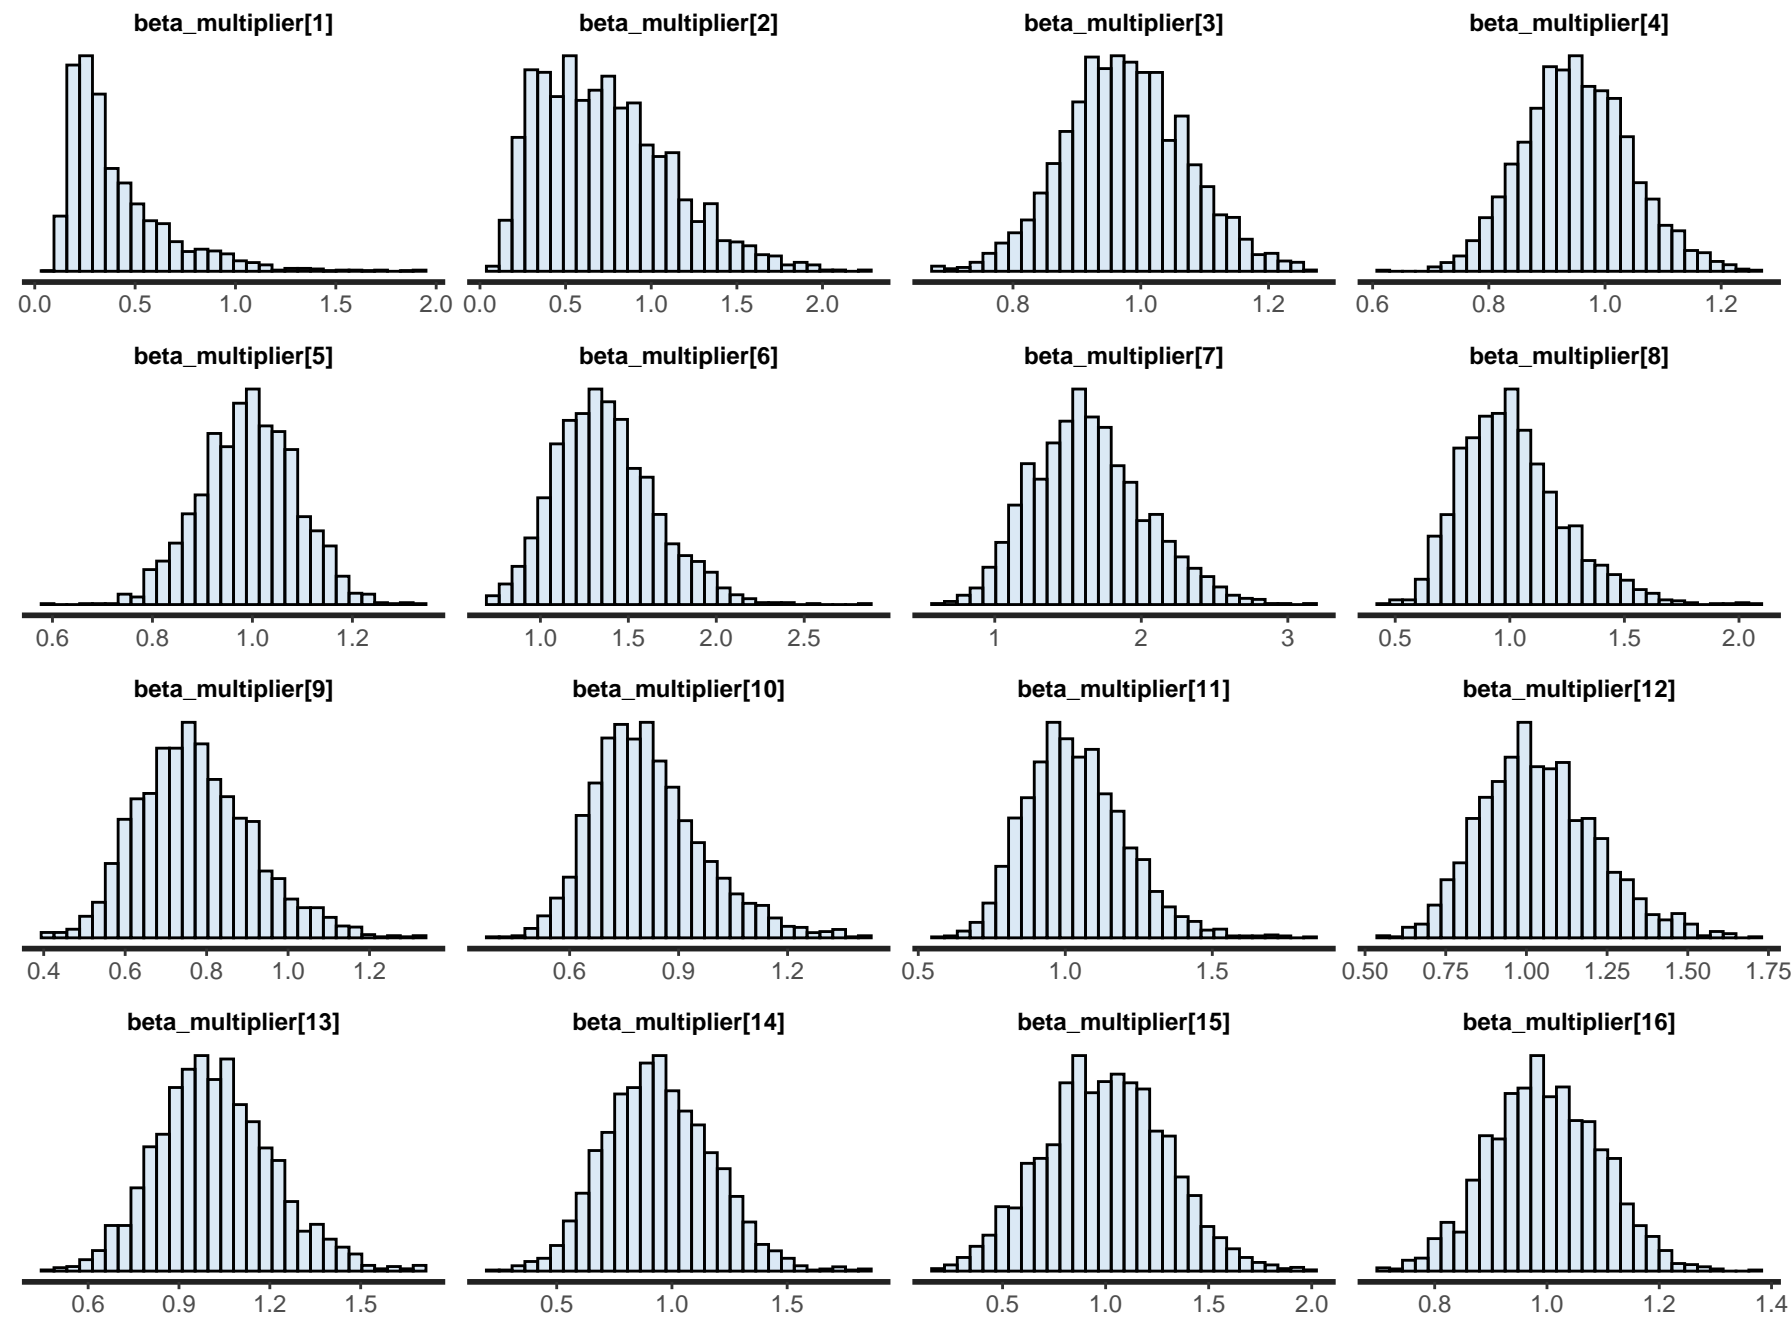 beta_multiplier[1] beta_multiplier[2] beta_multiplier[3] beta_multiplier[4]
0.0 0.5 1.0 1.5 2.0 0.0 0.5 1.0 1.5 2.0 0.8 1.0 1.2 0.6 0.8 1.0 1.2
beta_multiplier[5] beta_multiplier[6] beta_multiplier[7] beta_multiplier[8]
0.6 0.8 1.0 1.2 1.0 1.5 2.0 2.5 1 2 3 0.5 1.0 1.5 2.0
beta_multiplier[9] beta_multiplier[10] beta_multiplier[11] beta_multiplier[12]
0.4 0.6 0.8 1.0 1.2 0.6 0.9 1.2 0.5 1.0 1.5 0.50 0.75 1.00 1.25 1.50 1.75
beta_multiplier[13] beta_multiplier[14] beta_multiplier[15] beta_multiplier[16]
0.6 0.9 1.2 1.5 0.5 1.0 1.5 0.5 1.0 1.5 2.0 0.8 1.0 1.2 1.4